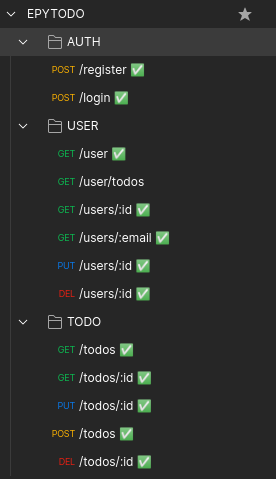 EPYTODO
AUTH
POST /register ✅
POST /login ✅
USER
GET /user ✅
GET /user/todos
GET /users/:id ✅
GET /users/:email ✅
PUT /users/:id ✅
DEL /users/:id ✅
TODO
GET /todos ✅
GET /todos/:id ✅
PUT /todos/:id ✅
POST /todos ✅
DEL /todos/:id ✅